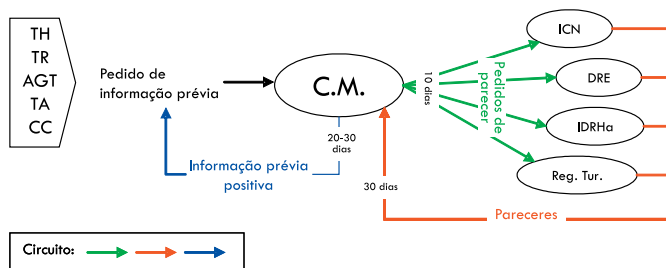 TH
TR
AGT
TA
CC
Pedido de
informação prévia
C.M.
20-30
dias
Informação prévia
positiva
10 dias
Pedidos de
parecer
30 dias
ICN
DRE
IDRHa
Reg. Tur.
Pareceres
Circuito: